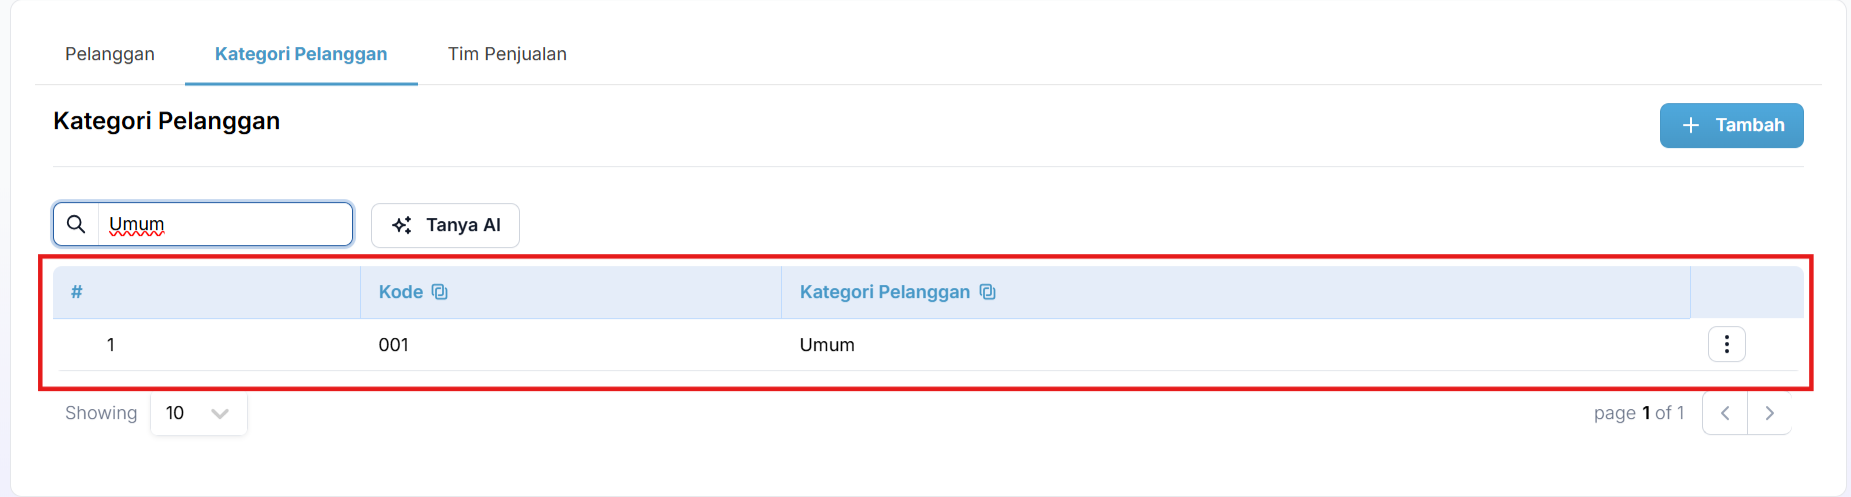 Pelanggan Kategori Pelanggan Tim Penjualan
Kategori Pelanggan
+ Tambah
Umum Tanya AI
# Kode Kategori Pelanggan
1 001 Umum
Showing 10 page 1 of 1